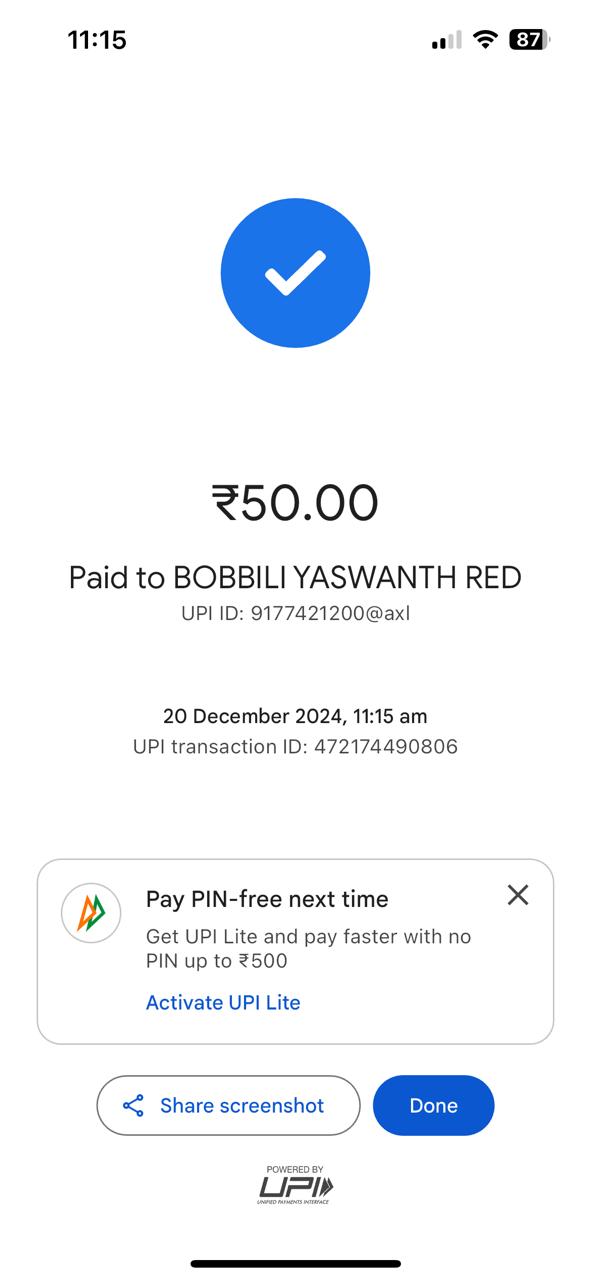 11:15
87
₹50.00
Paid to BOBBILI YASWANTH RED
UPI ID: 9177421200@axl
20 December 2024, 11:15 am
UPI transaction ID: 472174490806
Pay PIN-free next time
Get UPI Lite and pay faster with no
PIN up to ₹500
Activate UPI Lite
Share screenshot
Done
POWERED BY
UPI
UNIFIED PAYMENTS INTERFACE